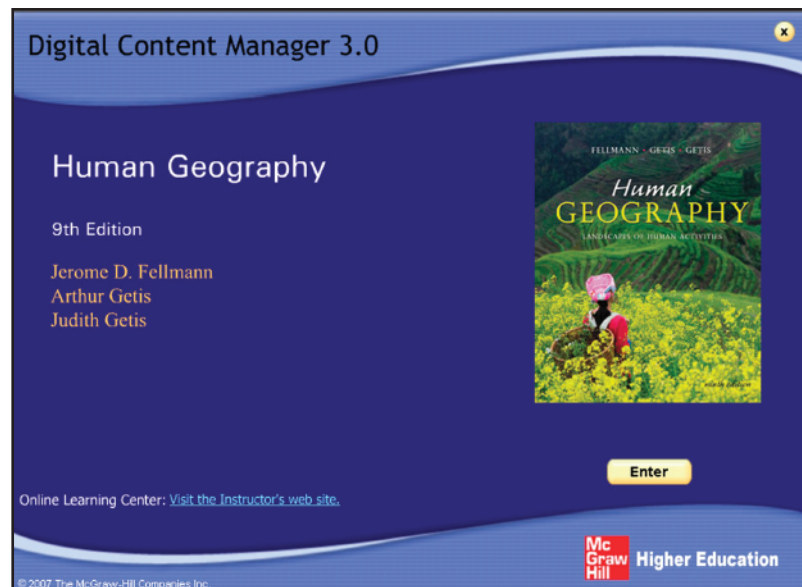 Digital Content Manager 3.0
x
Human Geography
9th Edition
Jerome D. Fellmann
Arthur Getis
Judith Getis
FELLMANN · GETIS · GETIS
Human
GEOGRAPHY
LANDSCAPES OF HUMAN ACTIVITIES
ninth edition
Enter
Online Learning Center: Visit the Instructor's web site.
Mc
Graw
Hill
Higher Education
©2007 The McGraw-Hill Companies Inc.